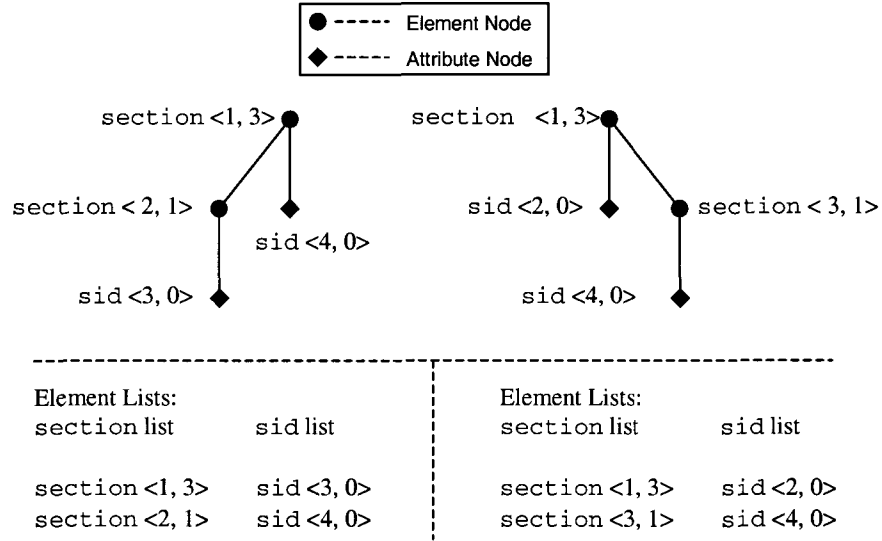 Element Node
Attribute Node
section <1, 3>
section < 2, 1>
sid <4, 0>
sid <3, 0>
section <1, 3>
sid <2, 0>
section < 3, 1>
sid <4, 0>
Element Lists:
section list sid list
section <1, 3> sid <3, 0>
section <2, 1> sid <4, 0>
Element Lists:
section list sid list
section <1, 3> sid <2, 0>
section <3, 1> sid <4, 0>